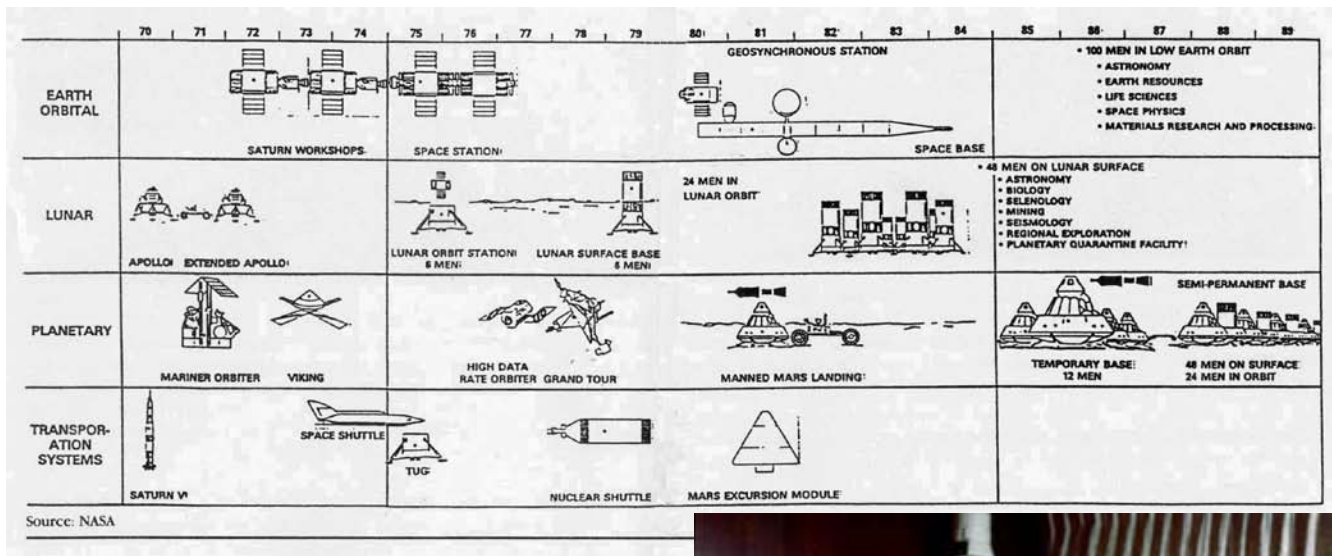 70 71 72 73 74 75 76 77 78 79 80 81 82 83 84 85 86 87 88 89
EARTH
ORBITAL
SATURN WORKSHOPS
SPACE STATION
GEOSYNCHRONOUS STATION
SPACE BASE
• 100 MEN IN LOW EARTH ORBIT
• ASTRONOMY
• EARTH RESOURCES
• LIFE SCIENCES
• SPACE PHYSICS
• MATERIALS RESEARCH AND PROCESSING
LUNAR
APOLLO EXTENDED APOLLO
LUNAR ORBIT STATION
6 MEN
LUNAR SURFACE BASE
6 MEN
24 MEN IN
LUNAR ORBIT
• 48 MEN ON LUNAR SURFACE
• ASTRONOMY
• BIOLOGY
• SELENOLOGY
• MINING
• SEISMOLOGY
• REGIONAL EXPLORATION
• PLANETARY QUARANTINE FACILITY
PLANETARY
MARINER ORBITER
VIKING
HIGH DATA
RATE ORBITER
GRAND TOUR
MANNED MARS LANDING
TEMPORARY BASE
12 MEN
SEMI-PERMANENT BASE
48 MEN ON SURFACE
24 MEN IN ORBIT
TRANSPOR-
ATION
SYSTEMS
SATURN V
SPACE SHUTTLE
TUG
NUCLEAR SHUTTLE
MARS EXCURSION MODULE
Source: NASA